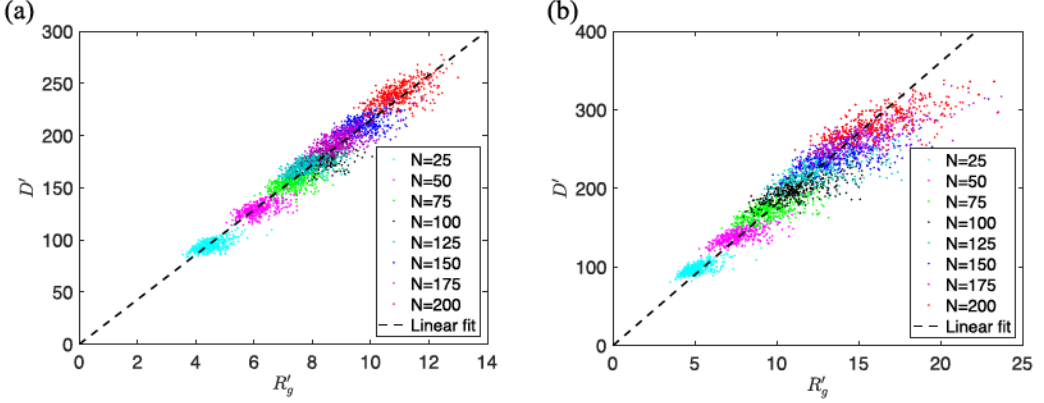 (a)
300
250
200
150
100
50
0
D′
0 2 4 6 8 10 12 14
R′g
N=25
N=50
N=75
N=100
N=125
N=150
N=175
N=200
Linear fit
(b)
400
300
200
100
0
D′
0 5 10 15 20 25
R′g
N=25
N=50
N=75
N=100
N=125
N=150
N=175
N=200
Linear fit